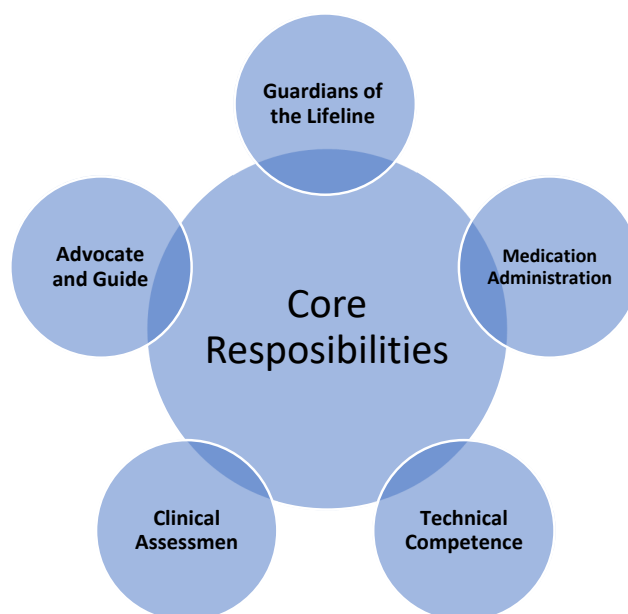 Guardians of
the Lifeline
Advocate
and Guide
Medication
Administration
Core
Resposibilities
Clinical
Assessmen
Technical
Competence